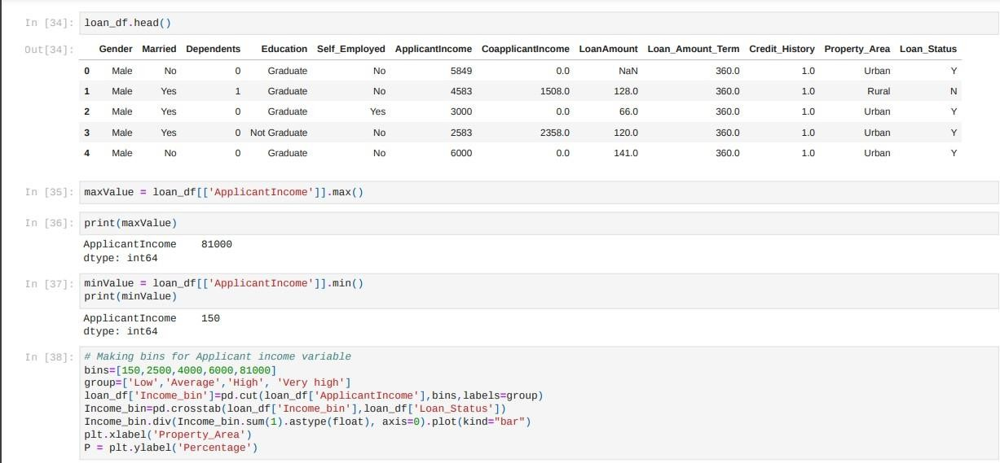 In [34]: loan_df.head()
Out[34]: Gender Married Dependents Education Self_Employed ApplicantIncome CoapplicantIncome LoanAmount Loan_Amount_Term Credit_History Property_Area Loan_Status
0 Male No 0 Graduate No 5849 0.0 NaN 360.0 1.0 Urban Y
1 Male Yes 1 Graduate No 4583 1508.0 128.0 360.0 1.0 Rural N
2 Male Yes 0 Graduate Yes 3000 0.0 66.0 360.0 1.0 Urban Y
3 Male Yes 0 Not Graduate No 2583 2358.0 120.0 360.0 1.0 Urban Y
4 Male No 0 Graduate No 6000 0.0 141.0 360.0 1.0 Urban Y
In [35]: maxValue = loan_df[['ApplicantIncome']].max()
In [36]: print(maxValue)
ApplicantIncome    81000
dtype: int64
In [37]: minValue = loan_df[['ApplicantIncome']].min()
print(minValue)
ApplicantIncome    150
dtype: int64
In [38]: # Making bins for Applicant income variable
bins=[150,2500,4000,6000,81000]
group=['Low','Average','High', 'Very high']
loan_df['Income_bin']=pd.cut(loan_df['ApplicantIncome'],bins,labels=group)
Income_bin=pd.crosstab(loan_df['Income_bin'],loan_df['Loan_Status'])
Income_bin.div(Income_bin.sum(1).astype(float), axis=0).plot(kind="bar")
plt.xlabel('Property_Area')
P = plt.ylabel('Percentage')